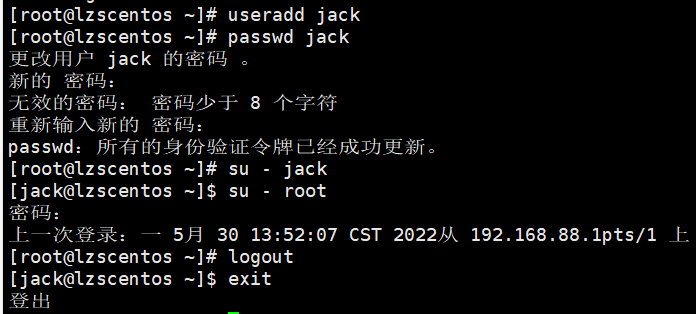 [root@lzscentos ~]# useradd jack
[root@lzscentos ~]# passwd jack
更改用户 jack 的密码 。
新的 密码：
无效的密码： 密码少于 8 个字符
重新输入新的 密码：
passwd：所有的身份验证令牌已经成功更新。
[root@lzscentos ~]# su - jack
[jack@lzscentos ~]$ su - root
密码：
上一次登录：一 5月 30 13:52:07 CST 2022从 192.168.88.1pts/1 上
[root@lzscentos ~]# logout
[jack@lzscentos ~]$ exit
登出